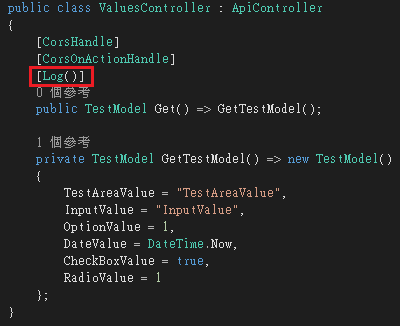 public class ValuesController : ApiController
{
[CorsHandle]
[CorsOnActionHandle]
[Log()]
0 個參考
public TestModel Get() => GetTestModel();
1 個參考
private TestModel GetTestModel() => new TestModel()
{
TestAreaValue = "TestAreaValue",
InputValue = "InputValue",
OptionValue = 1,
DateValue = DateTime.Now,
CheckBoxValue = true,
RadioValue = 1
};
}